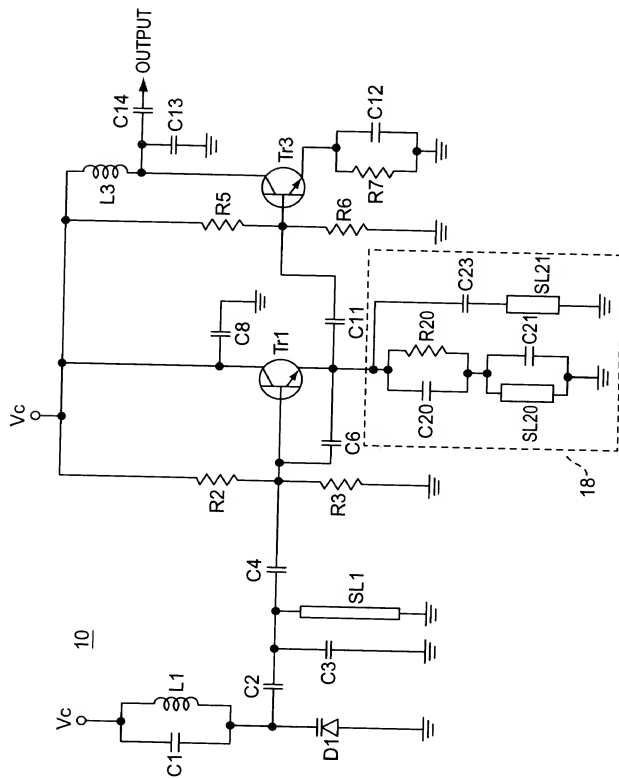 10
Vc
C1
L1
D1
C2
C3
SL1
C4
Vc
R2
R3
C6
Tr1
C8
C11
R5
R6
L3
Tr3
C14
OUTPUT
C13
R7
C12
18
C20
R20
SL20
C21
C23
SL21